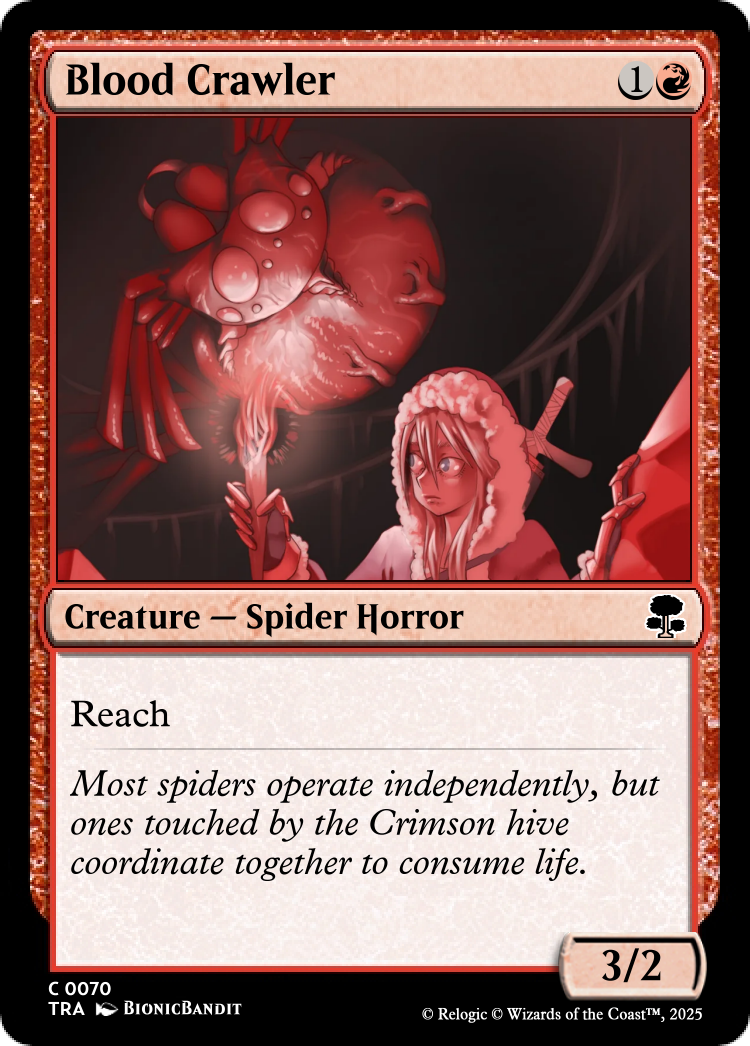 Blood Crawler 1
Creature — Spider Horror
Reach
Most spiders operate independently, but
ones touched by the Crimson hive
coordinate together to consume life.
3/2
C 0070
TRA BionicBandit
© Relogic © Wizards of the Coast™, 2025